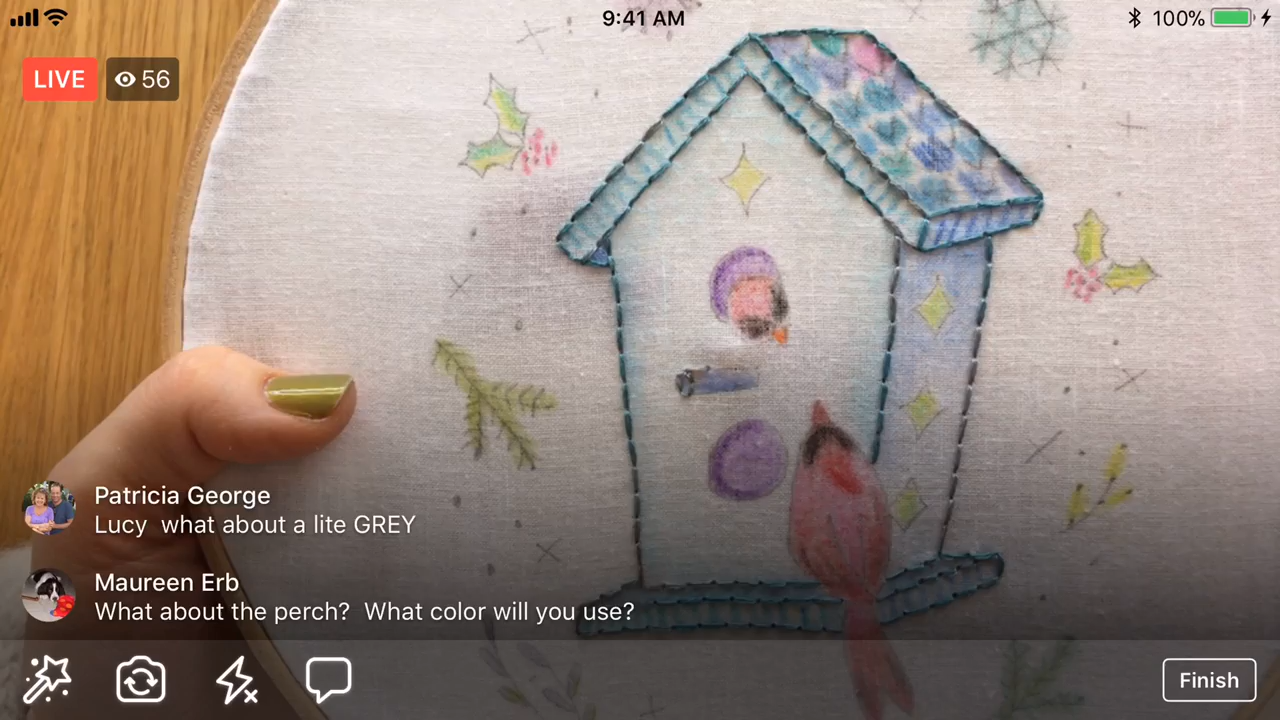 9:41 AM
100%
LIVE
56
Patricia George
Lucy  what about a lite GREY
Maureen Erb
What about the perch?  What color will you use?
Finish